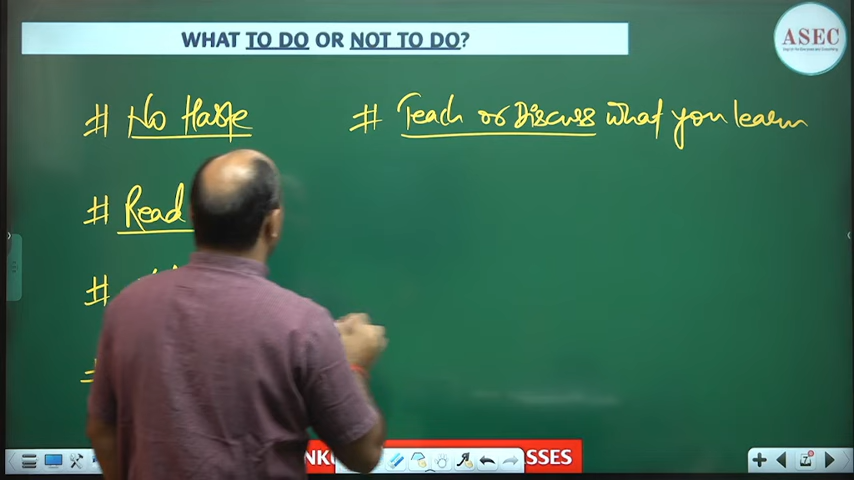 WHAT TO DO OR NOT TO DO?
ASEC
# No Haste
# Teach or Discuss what you learn
# Read
#
#
SSES